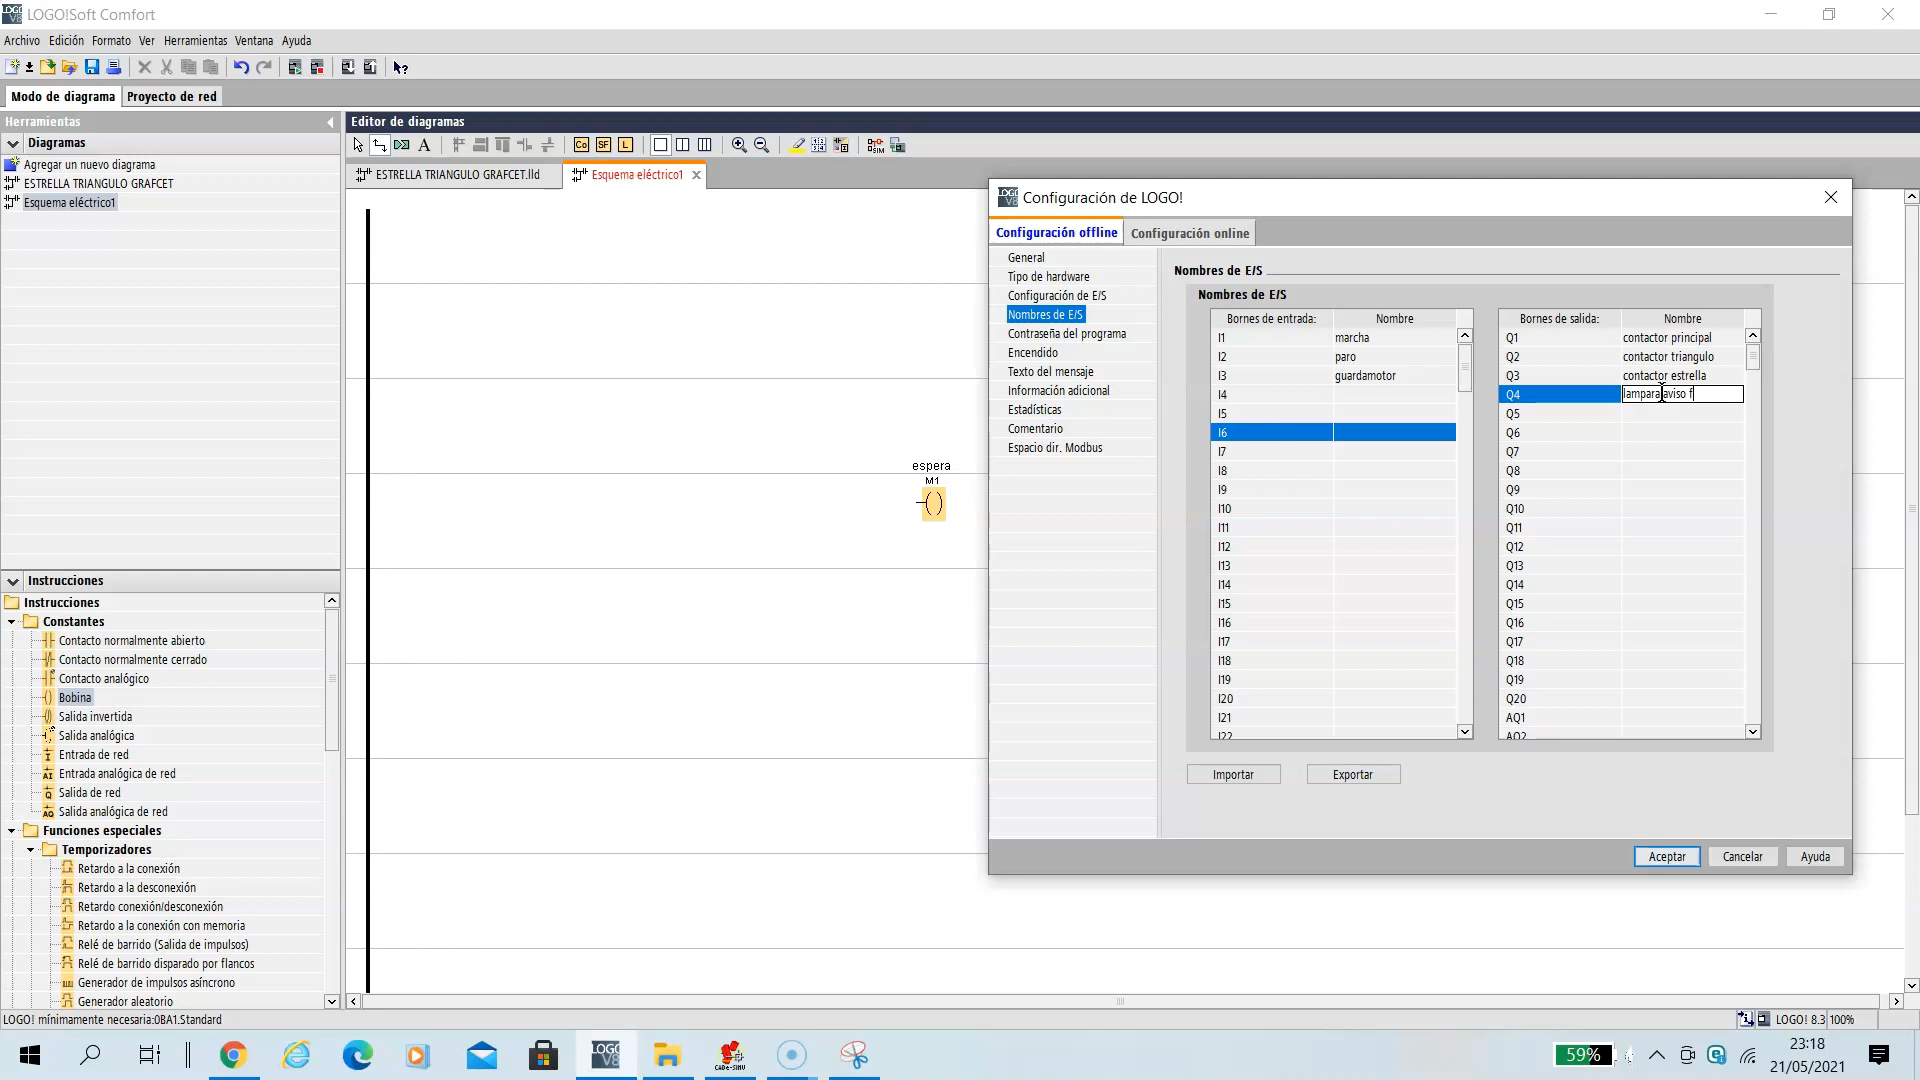 LOGO!Soft Comfort
Archivo Edición Formato Ver Herramientas Ventana Ayuda
Modo de diagrama Proyecto de red
Herramientas
Diagramas
Agregar un nuevo diagrama
ESTRELLA TRIANGULO GRAFCET
Esquema eléctrico1
Instrucciones
Instrucciones
Constantes
Contacto normalmente abierto
Contacto normalmente cerrado
Contacto analógico
Bobina
Salida invertida
Salida analógica
Entrada de red
Entrada analógica de red
Salida de red
Salida analógica de red
Funciones especiales
Temporizadores
Retardo a la conexión
Retardo a la desconexión
Retardo conexión/desconexión
Retardo a la conexión con memoria
Relé de barrido (Salida de impulsos)
Relé de barrido disparado por flancos
Generador de impulsos asíncrono
Generador aleatorio
Editor de diagramas
A Co SF L SIM
ESTRELLA TRIANGULO GRAFCET.lld Esquema eléctrico1
espera
M1
Configuración de LOGO!
Configuración offline Configuración online
General
Tipo de hardware
Configuración de E/S
Nombres de E/S
Contraseña del programa
Encendido
Texto del mensaje
Información adicional
Estadísticas
Comentario
Espacio dir. Modbus
Nombres de E/S
Nombres de E/S
Bornes de entrada: Nombre
I1 marcha
I2 paro
I3 guardamotor
I4
I5
I6
I7
I8
I9
I10
I11
I12
I13
I14
I15
I16
I17
I18
I19
I20
I21
I22
Bornes de salida: Nombre
Q1 contactor principal
Q2 contactor triangulo
Q3 contactor estrella
Q4 lampara aviso f
Q5
Q6
Q7
Q8
Q9
Q10
Q11
Q12
Q13
Q14
Q15
Q16
Q17
Q18
Q19
Q20
AQ1
AQ2
Importar Exportar
Aceptar Cancelar Ayuda
LOGO! mínimamente necesaria:0BA1.Standard
LOGO! 8.3 100%
LOGO V8
CADe-SIMU
59%
23:18
21/05/2021